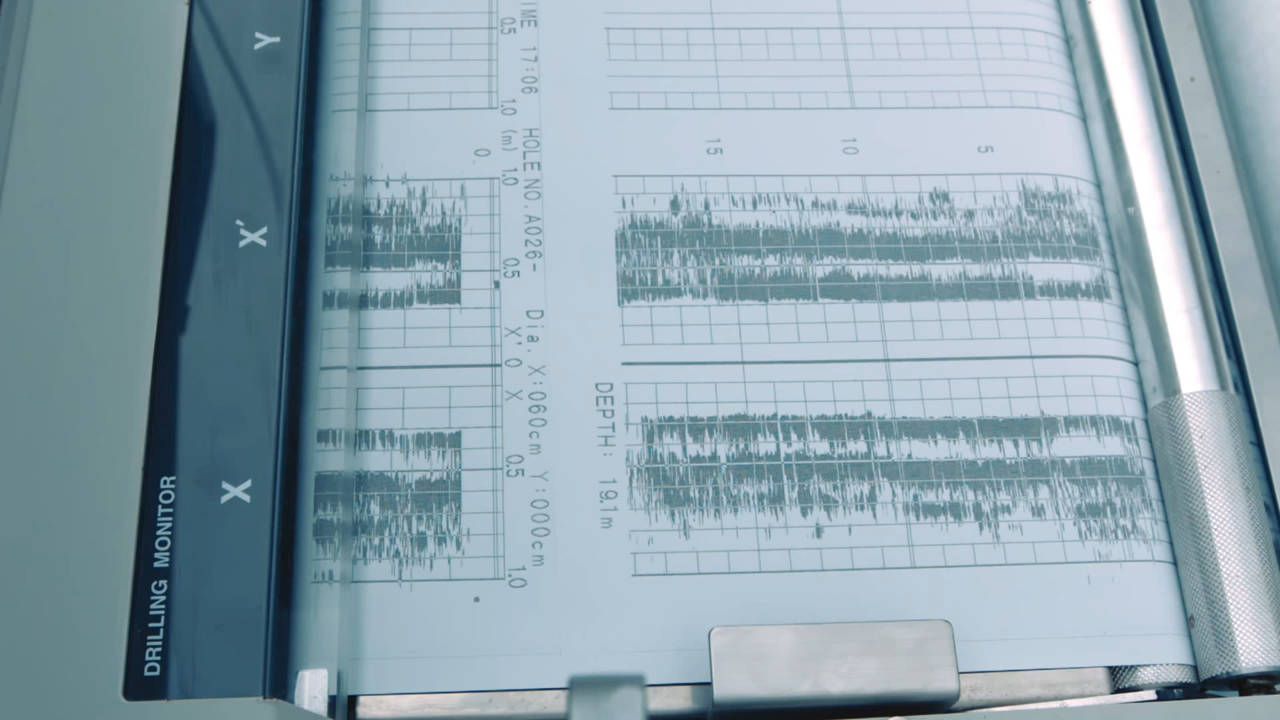 DRILLING MONITOR
Y
X'
X
IME 17:06 HOLE NO. A026- Dia. X:060cm Y:000cm
0.5 1.0 (m) 1.0 0.5 X' 0 X 0.5 1.0
0
DEPTH: 19.1m
15 10 5